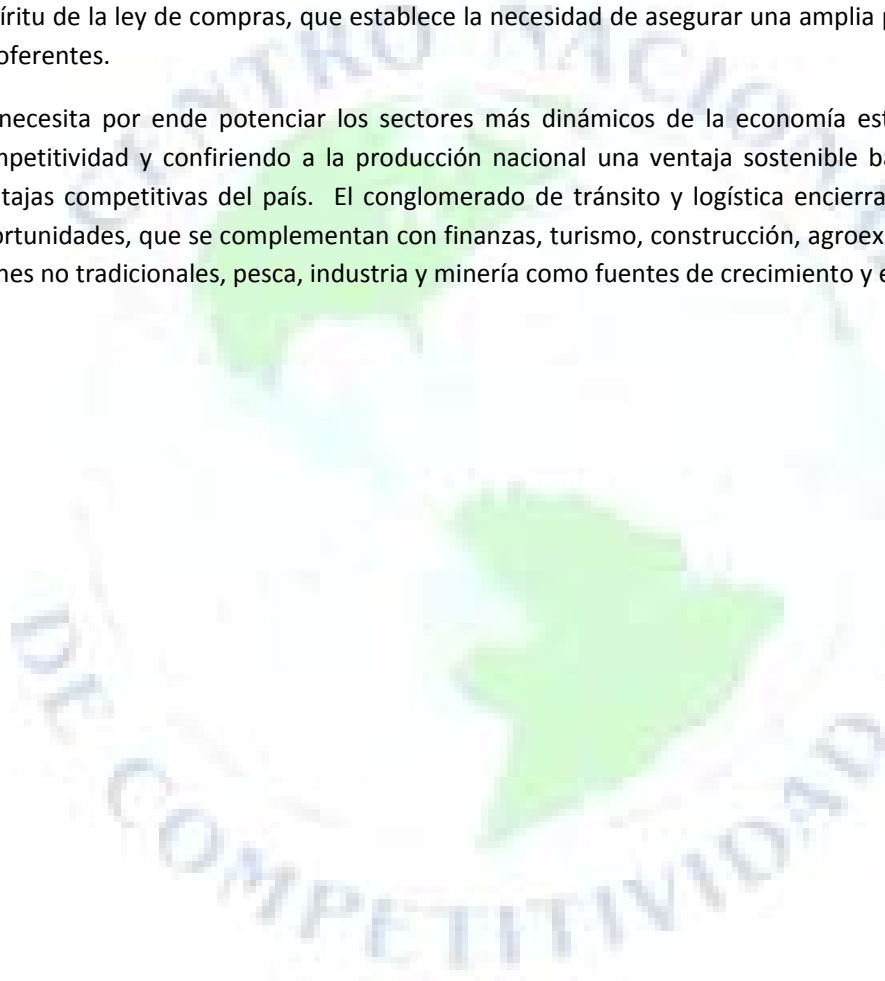 íritu de la ley de compras, que establece la necesidad de asegurar una amplia p
oferentes.
necesita por ende potenciar los sectores más dinámicos de la economía est
mpetitividad y confiriendo a la producción nacional una ventaja sostenible ba
tajas competitivas del país. El conglomerado de tránsito y logística encierra
ortunidades, que se complementan con finanzas, turismo, construcción, agroex
nes no tradicionales, pesca, industria y minería como fuentes de crecimiento y e
CENTRO NACIONA
DE COMPETITIVIDAD